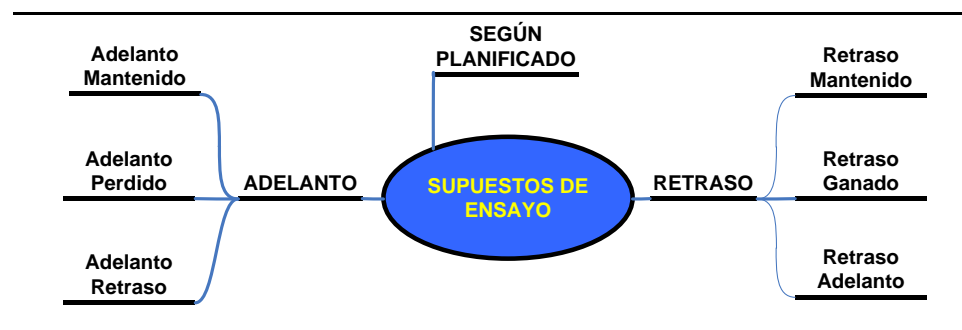 SEGÚN
PLANIFICADO
Adelanto
Mantenido
Adelanto
Perdido
Adelanto
Retraso
ADELANTO
SUPUESTOS DE
ENSAYO
RETRASO
Retraso
Mantenido
Retraso
Ganado
Retraso
Adelanto